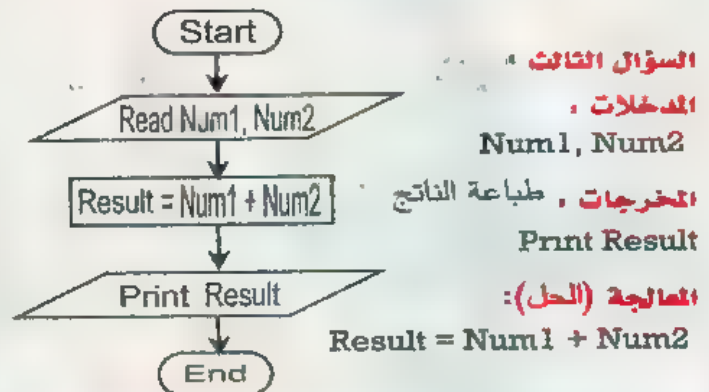 Start
Read Num1, Num2
Result = Num1 + Num2
Print Result
End
السؤال الثالث :
المدخلات :
Num1, Num2
المخرجات : طباعة الناتج
Print Result
المعالجة (الحل):
Result = Num1 + Num2